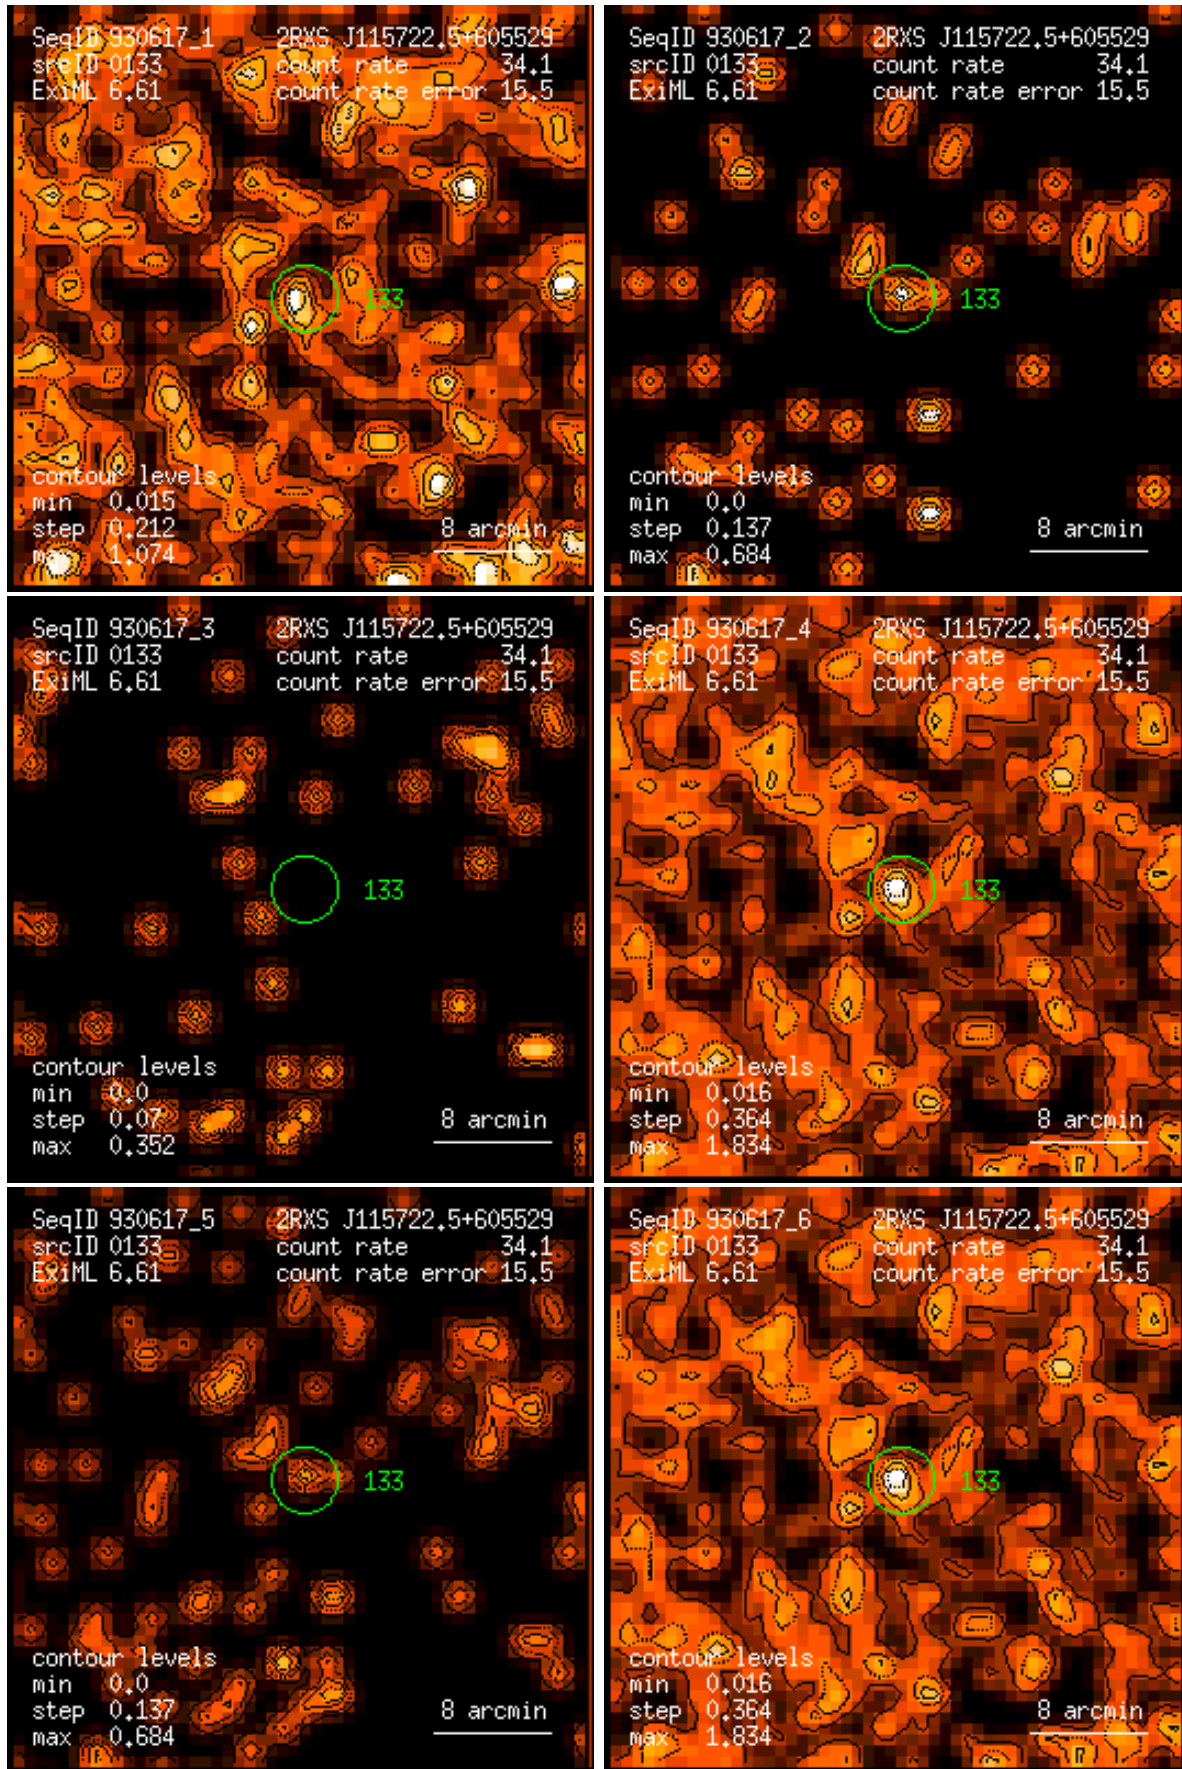 SeqID 930617_1 2RXS J115722.5+605529
srcID 0133 count rate 34.1
ExiML 6.61 count rate error 15.5
133
contour levels
min 0.015
step 0.212
max 1.074
8 arcmin
SeqID 930617_2 2RXS J115722.5+605529
srcID 0133 count rate 34.1
ExiML 6.61 count rate error 15.5
133
contour levels
min 0.0
step 0.137
max 0.684
8 arcmin
SeqID 930617_3 2RXS J115722.5+605529
srcID 0133 count rate 34.1
ExiML 6.61 count rate error 15.5
133
contour levels
min 0.0
step 0.07
max 0.352
8 arcmin
SeqID 930617_4 2RXS J115722.5+605529
srcID 0133 count rate 34.1
ExiML 6.61 count rate error 15.5
133
contour levels
min 0.016
step 0.364
max 1.834
8 arcmin
SeqID 930617_5 2RXS J115722.5+605529
srcID 0133 count rate 34.1
ExiML 6.61 count rate error 15.5
133
contour levels
min 0.0
step 0.137
max 0.684
8 arcmin
SeqID 930617_6 2RXS J115722.5+605529
srcID 0133 count rate 34.1
ExiML 6.61 count rate error 15.5
133
contour levels
min 0.016
step 0.364
max 1.834
8 arcmin